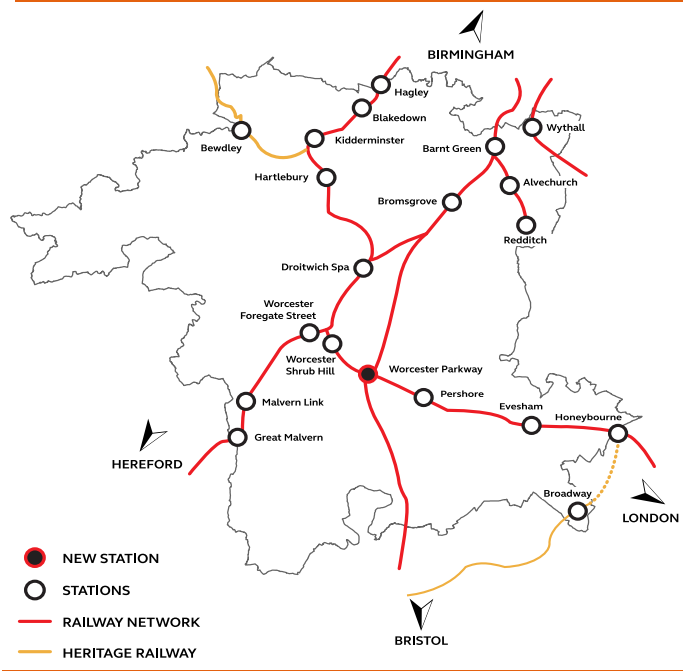 BIRMINGHAM
Hagley
Blakedown
Wythall
Kidderminster
Bewdley
Barnt Green
Hartlebury
Alvechurch
Bromsgrove
Redditch
Droitwich Spa
Worcester
Foregate Street
Worcester
Shrub Hill
Worcester Parkway
Pershore
Malvern Link
Evesham
Honeybourne
Great Malvern
HEREFORD
Broadway
LONDON
NEW STATION
STATIONS
RAILWAY NETWORK
BRISTOL
HERITAGE RAILWAY